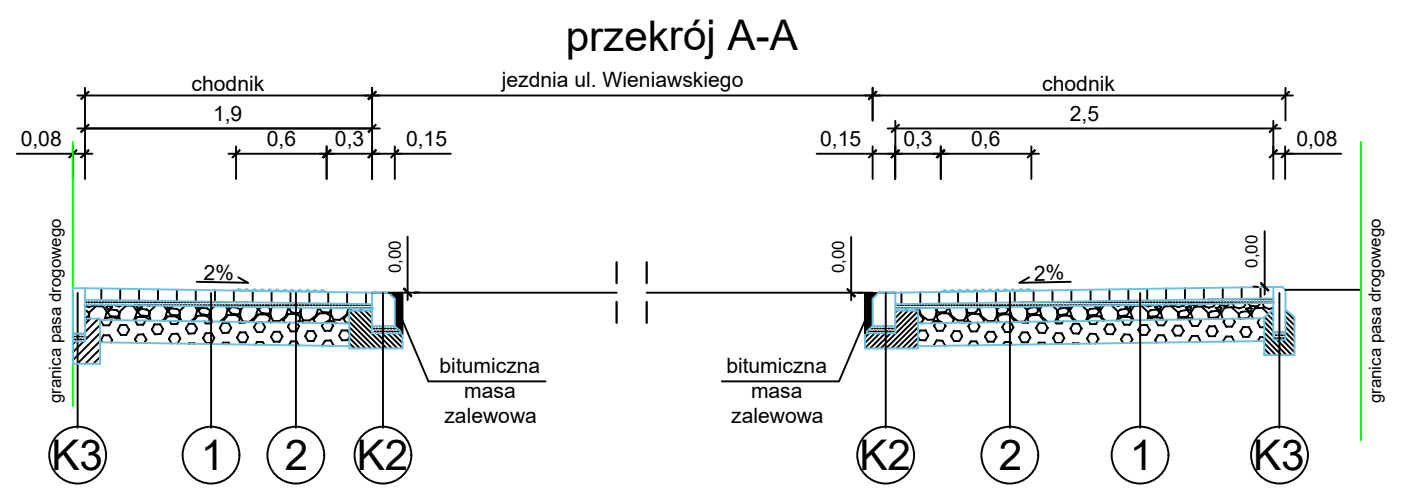 przekrój A-A
chodnik
jezdnia ul. Wieniawskiego
chodnik
1,9
2,5
0,08
0,6
0,3
0,15
0,15
0,3
0,6
0,08
granica pasa drogowego
2%
0,00
0,00
2%
0,00
granica pasa drogowego
bitumiczna
masa
zalewowa
bitumiczna
masa
zalewowa
K3
1
2
K2
K2
2
1
K3